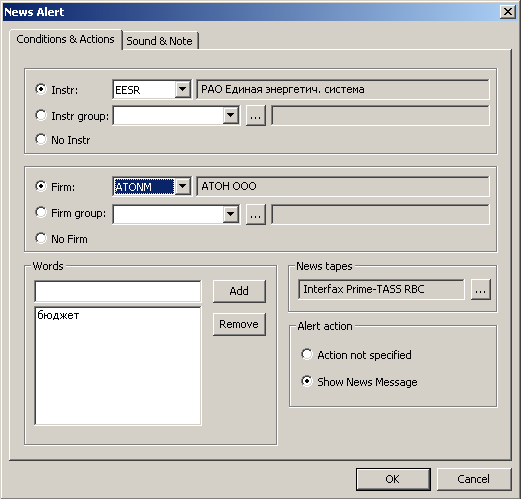 News Alert
Conditions & Actions
Sound & Note
Instr:
EESR
РАО Единая энергетич. система
Instr group:
...
No Instr
Firm:
ATONM
АТОН ООО
Firm group:
...
No Firm
Words
Add
бюджет
Remove
News tapes
Interfax Prime-TASS RBC
...
Alert action
Action not specified
Show News Message
OK
Cancel